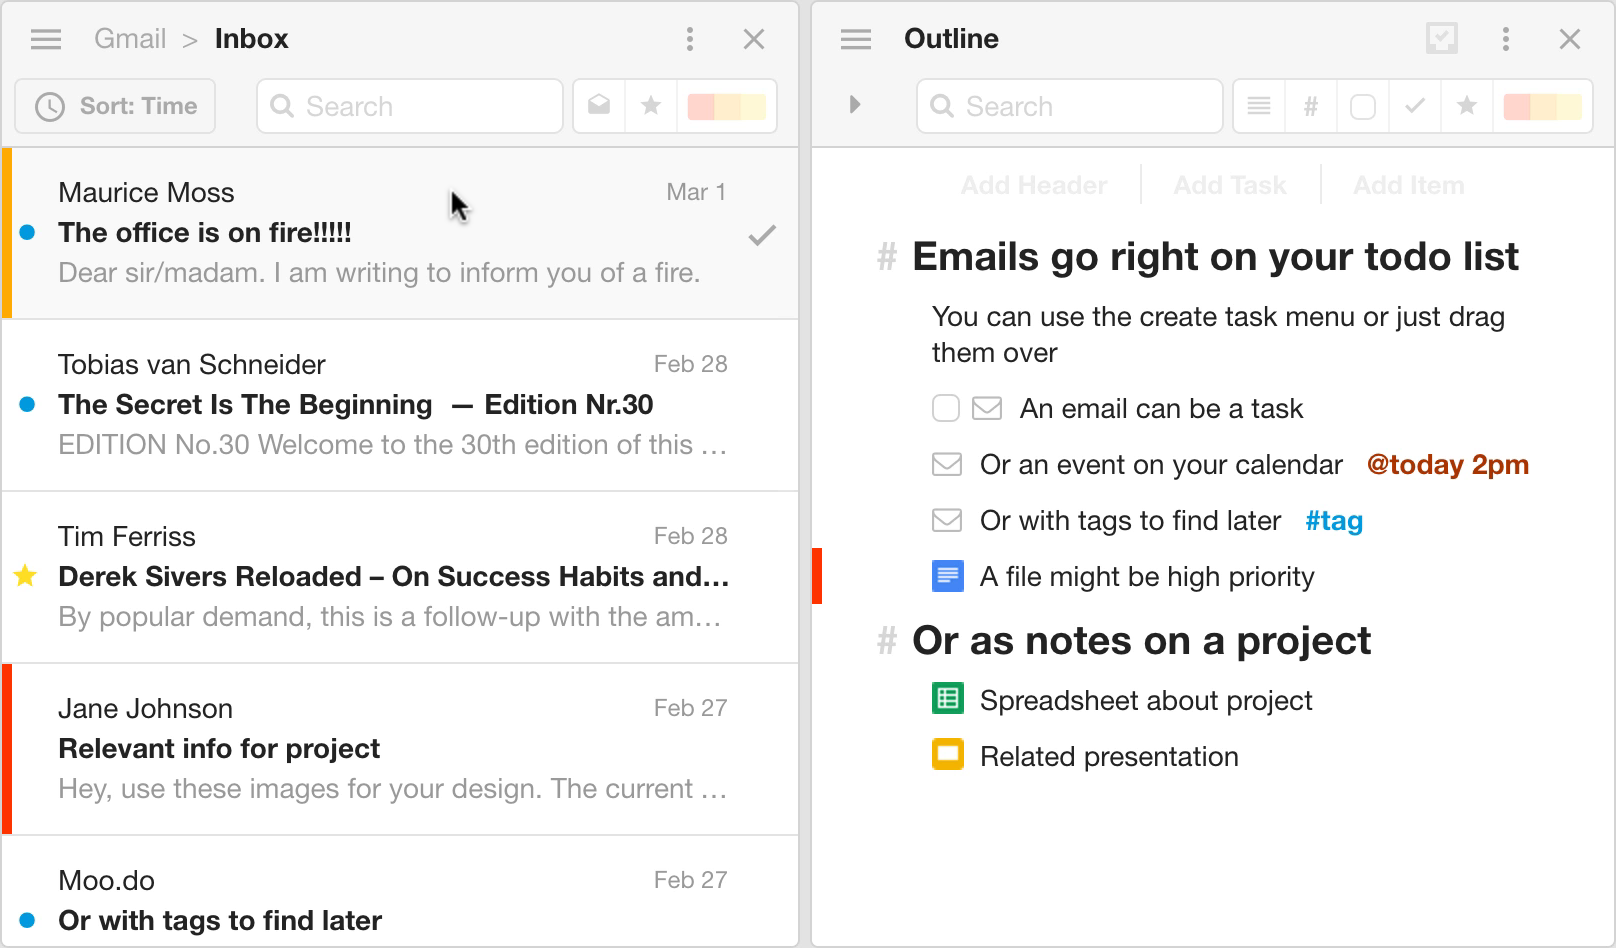 Gmail > Inbox
Sort: Time
Search
Maurice Moss
Mar 1
The office is on fire!!!!!
Dear sir/madam. I am writing to inform you of a fire.
Tobias van Schneider
Feb 28
The Secret Is The Beginning — Edition Nr.30
EDITION No.30 Welcome to the 30th edition of this …
Tim Ferriss
Feb 28
Derek Sivers Reloaded – On Success Habits and…
By popular demand, this is a follow-up with the am…
Jane Johnson
Feb 27
Relevant info for project
Hey, use these images for your design. The current …
Moo.do
Feb 27
Or with tags to find later
Outline
Search
#
Add Header
Add Task
Add Item
# Emails go right on your todo list
You can use the create task menu or just drag
them over
An email can be a task
Or an event on your calendar @today 2pm
Or with tags to find later #tag
A file might be high priority
# Or as notes on a project
Spreadsheet about project
Related presentation